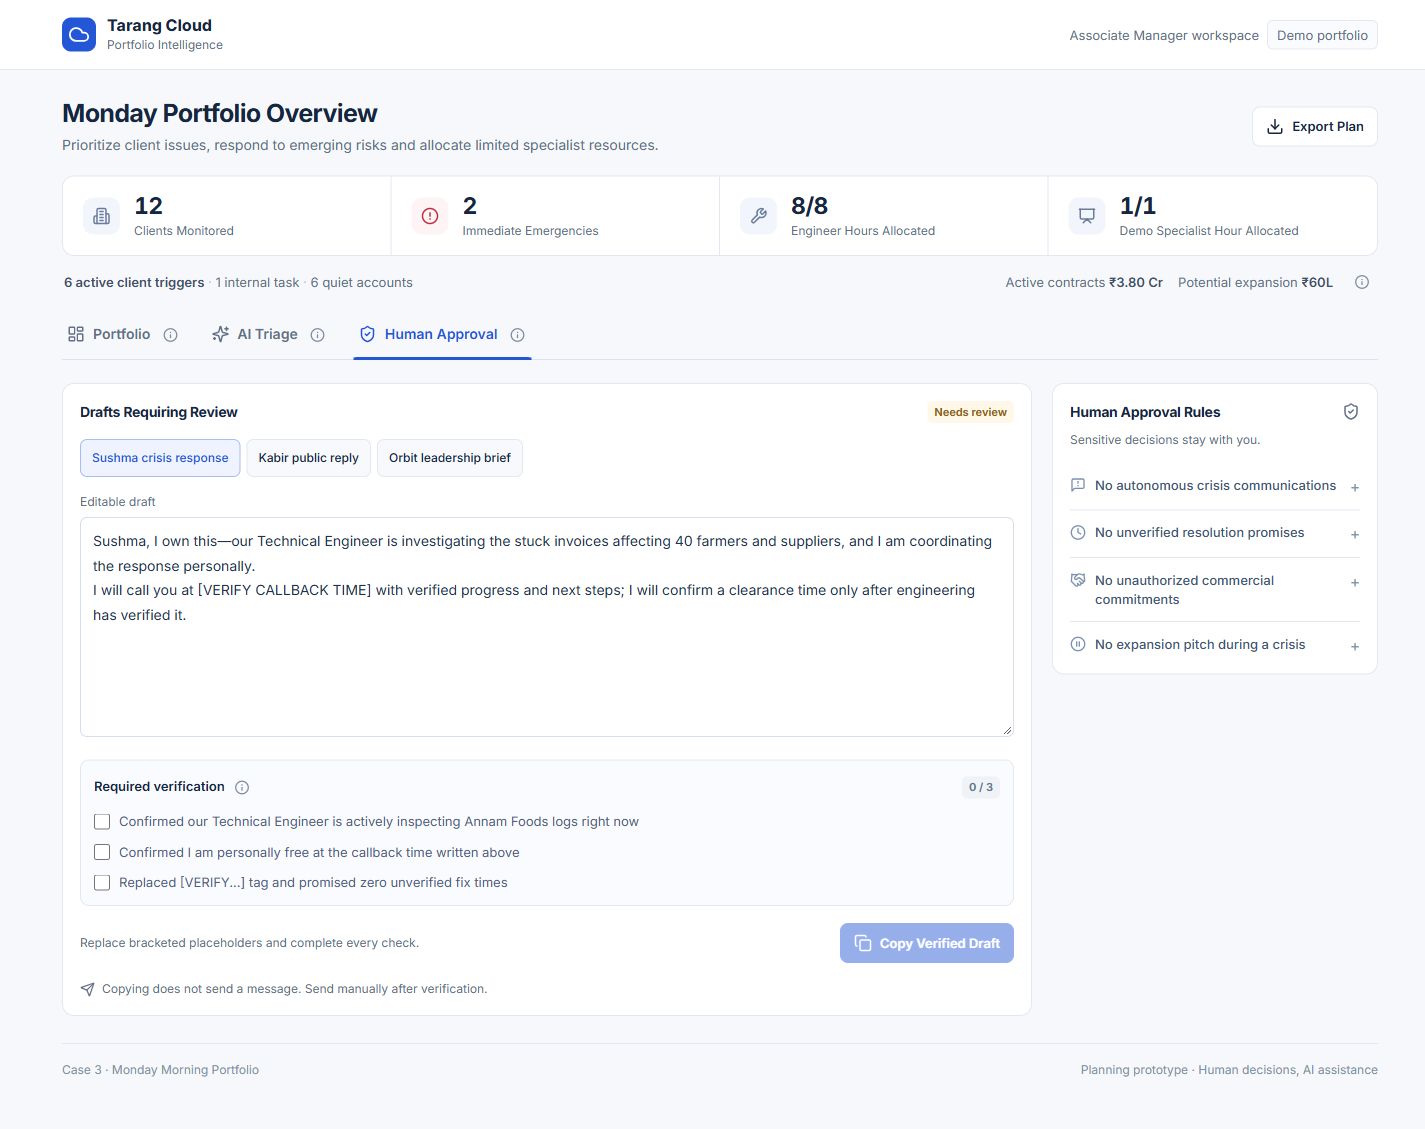 Tarang Cloud
Portfolio Intelligence
Associate Manager workspace
Demo portfolio
Monday Portfolio Overview
Prioritize client issues, respond to emerging risks and allocate limited specialist resources.
Export Plan
12
Clients Monitored
2
Immediate Emergencies
8/8
Engineer Hours Allocated
1/1
Demo Specialist Hour Allocated
6 active client triggers · 1 internal task · 6 quiet accounts
Active contracts ₹3.80 Cr Potential expansion ₹60L
Portfolio
AI Triage
Human Approval
Drafts Requiring Review
Needs review
Sushma crisis response
Kabir public reply
Orbit leadership brief
Editable draft
Sushma, I own this—our Technical Engineer is investigating the stuck invoices affecting 40 farmers and suppliers, and I am coordinating
the response personally.
I will call you at [VERIFY CALLBACK TIME] with verified progress and next steps; I will confirm a clearance time only after engineering
has verified it.
Required verification
0 / 3
Confirmed our Technical Engineer is actively inspecting Annam Foods logs right now
Confirmed I am personally free at the callback time written above
Replaced [VERIFY...] tag and promised zero unverified fix times
Replace bracketed placeholders and complete every check.
Copy Verified Draft
Copying does not send a message. Send manually after verification.
Human Approval Rules
Sensitive decisions stay with you.
No autonomous crisis communications +
No unverified resolution promises +
No unauthorized commercial +
commitments
No expansion pitch during a crisis +
Case 3 · Monday Morning Portfolio
Planning prototype · Human decisions, AI assistance